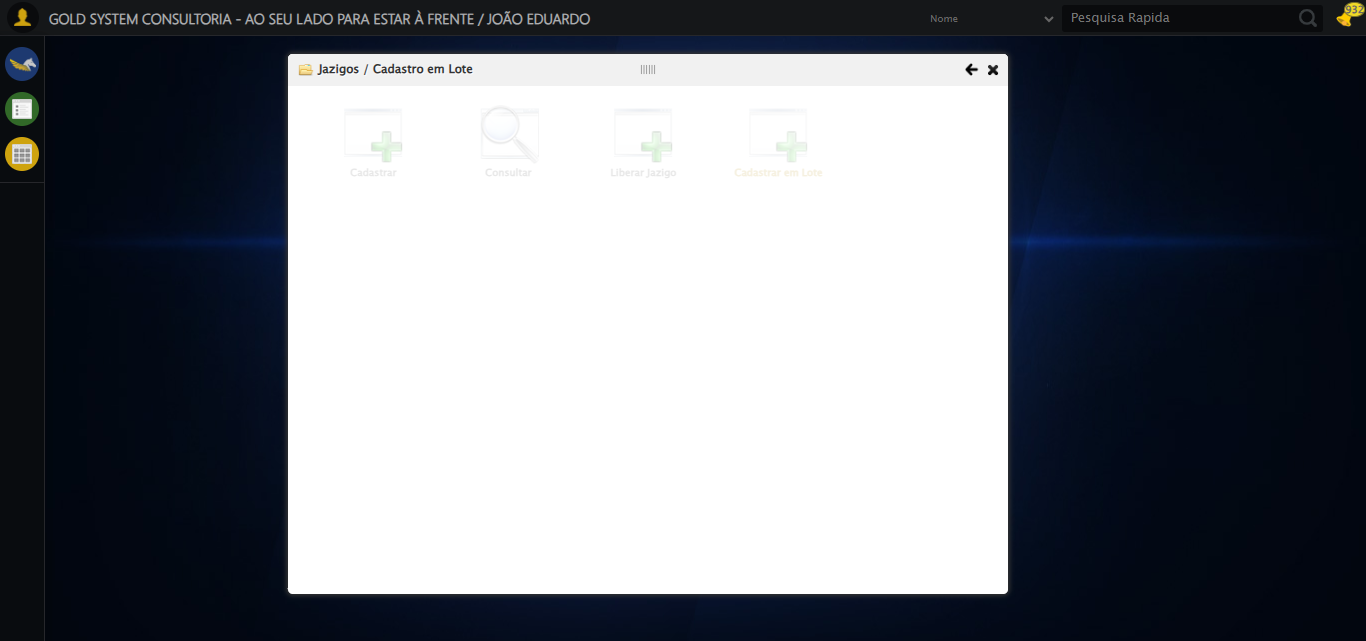 GOLD SYSTEM CONSULTORIA - AO SEU LADO PARA ESTAR À FRENTE / JOÃO EDUARDO
Nome
Pesquisa Rapida
932
Jazigos / Cadastro em Lote
Cadastrar
Consultar
Liberar Jazigo
Cadastrar em Lote